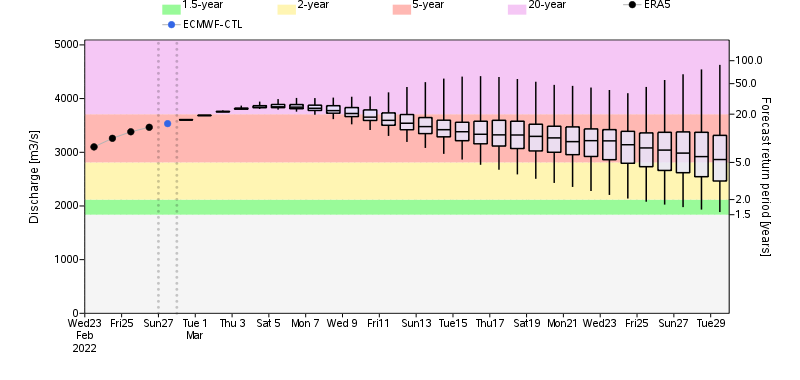 1.5-year 2-year 5-year 20-year ERA5
ECMWF-CTL
5000
4000
3000
2000
1000
0
Discharge [m3/s]
100.0
50.0
20.0
5.0
2.0
1.5
Forecast return period [years]
Wed23 Fri25 Sun27 Tue 1 Thu 3 Sat 5 Mon 7 Wed 9 Fri11 Sun13 Tue15 Thu17 Sat19 Mon21 Wed23 Fri25 Sun27 Tue29
Feb Mar
2022